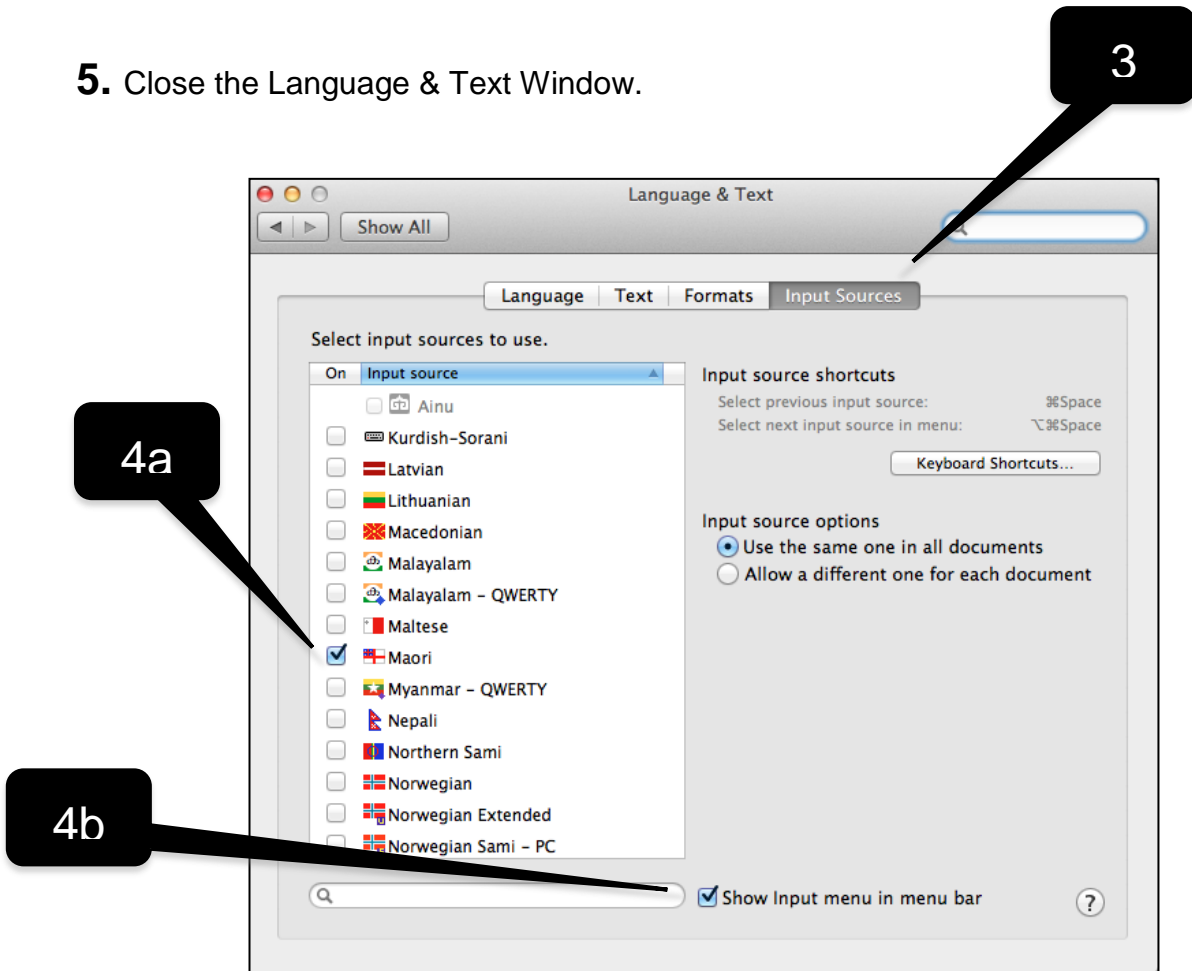 3
5. Close the Language & Text Window.
Language & Text
Show All
Language Text Formats Input Sources
Select input sources to use.
On Input source
Ainu
Kurdish-Sorani
Latvian
Lithuanian
Macedonian
Malayalam
Malayalam - QWERTY
Maltese
Maori
Myanmar - QWERTY
Nepali
Northern Sami
Norwegian
Norwegian Extended
Norwegian Sami - PC
Input source shortcuts
Select previous input source: ⌘Space
Select next input source in menu: ⌥⌘Space
Keyboard Shortcuts...
Input source options
Use the same one in all documents
Allow a different one for each document
4a
4b
Show Input menu in menu bar
?